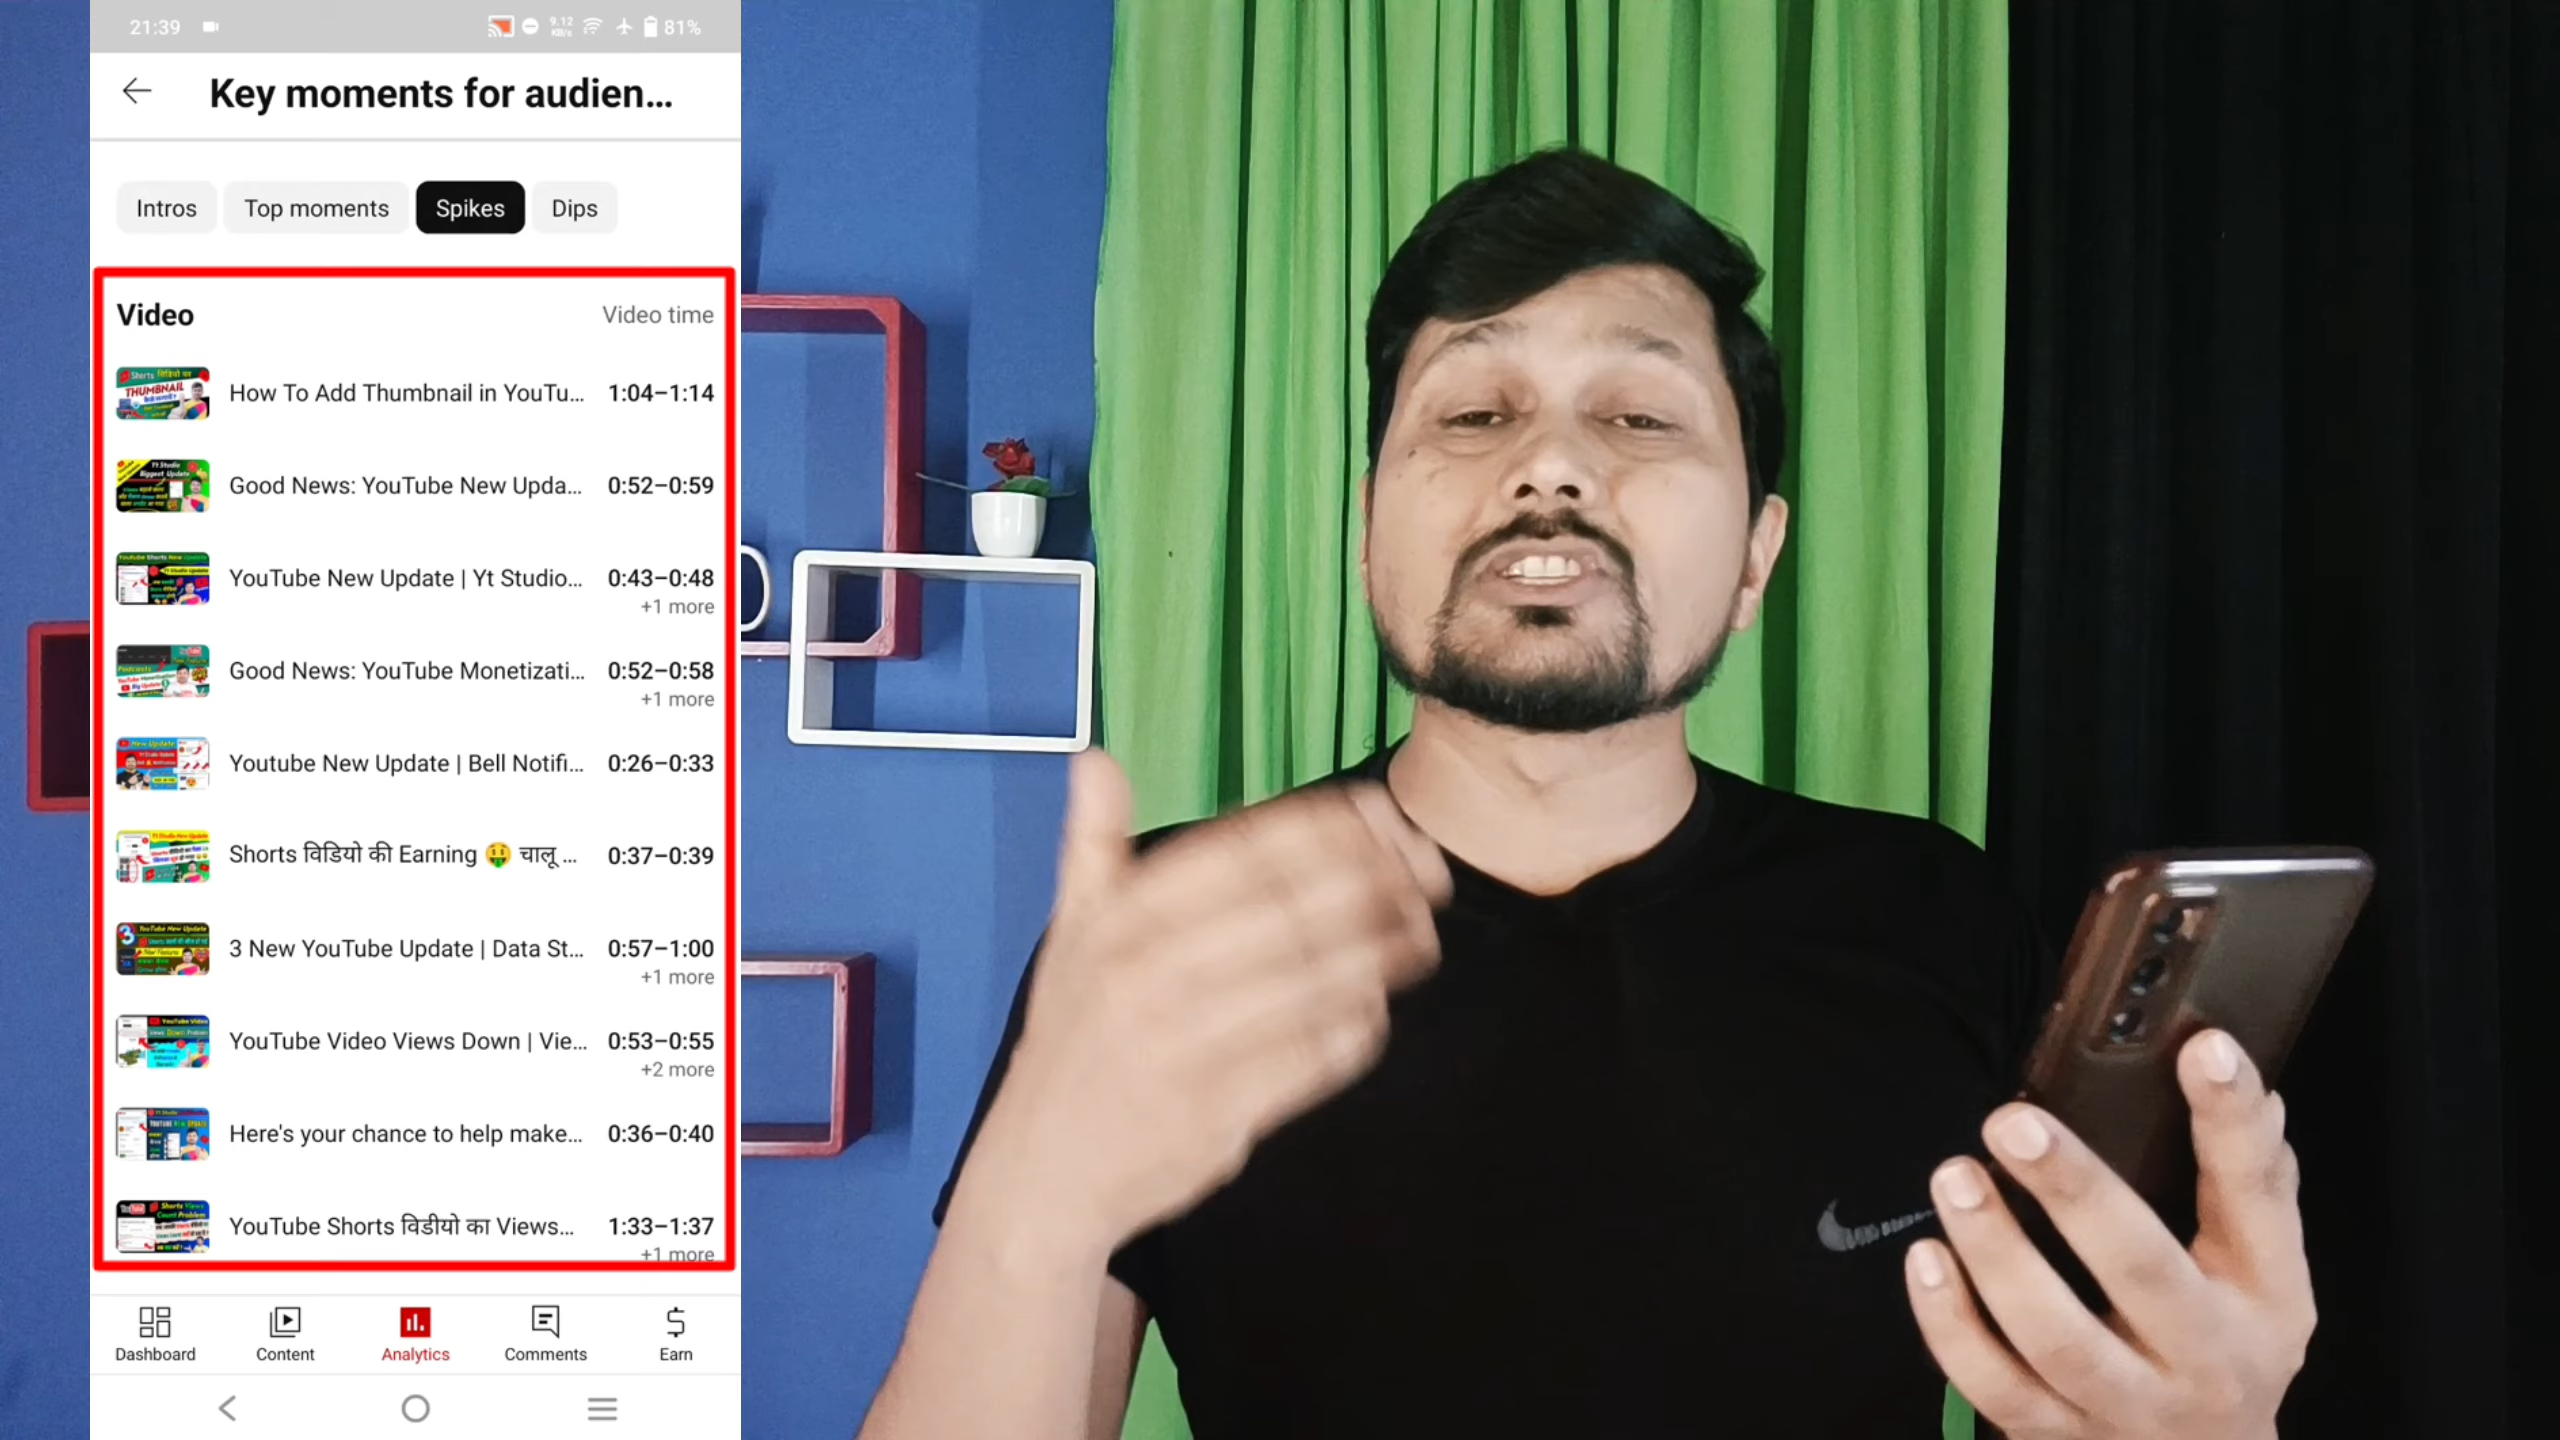 21:39
9.12
KB/s
81%
Key moments for audien...
Intros
Top moments
Spikes
Dips
Video
Video time
How To Add Thumbnail in YouTu...
1:04–1:14
Good News: YouTube New Upda...
0:52–0:59
YouTube New Update | Yt Studio...
0:43–0:48
+1 more
Good News: YouTube Monetizati...
0:52–0:58
+1 more
Youtube New Update | Bell Notifi...
0:26–0:33
Shorts विडियो की Earning 🤑 चालू ...
0:37–0:39
3 New YouTube Update | Data St...
0:57–1:00
+1 more
YouTube Video Views Down | Vie...
0:53–0:55
+2 more
Here's your chance to help make...
0:36–0:40
YouTube Shorts विडीयो का Views...
1:33–1:37
+1 more
Dashboard
Content
Analytics
Comments
Earn